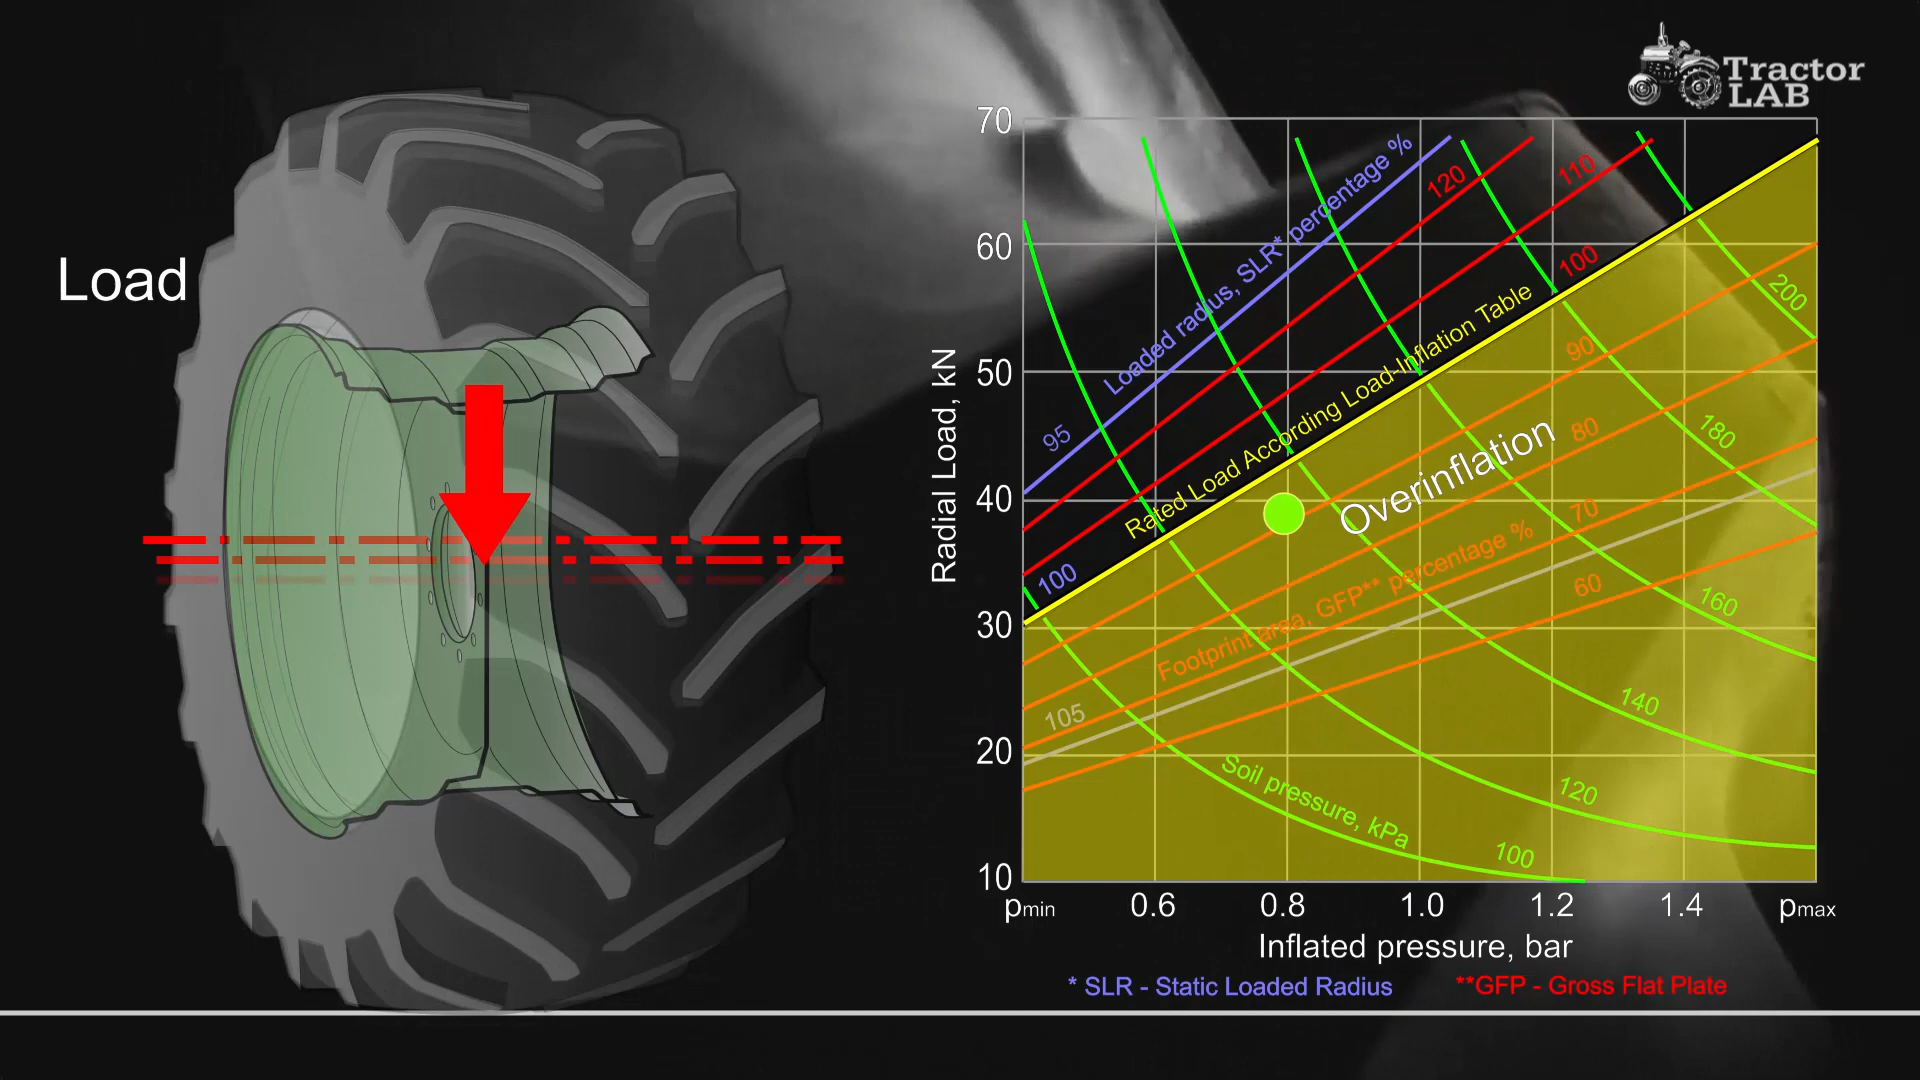 Tractor
LAB
Load
70
60
50
40
30
20
10
Radial Load, kN
Loaded radius, SLR* percentage %
95
100
105
120
110
100
90
80
70
60
Rated Load According Load-Inflation Table
Overinflation
Footprint area, GFP** percentage %
Soil pressure, kPa
200
180
160
140
120
100
pmin 0.6 0.8 1.0 1.2 1.4 pmax
Inflated pressure, bar
* SLR - Static Loaded Radius **GFP - Gross Flat Plate